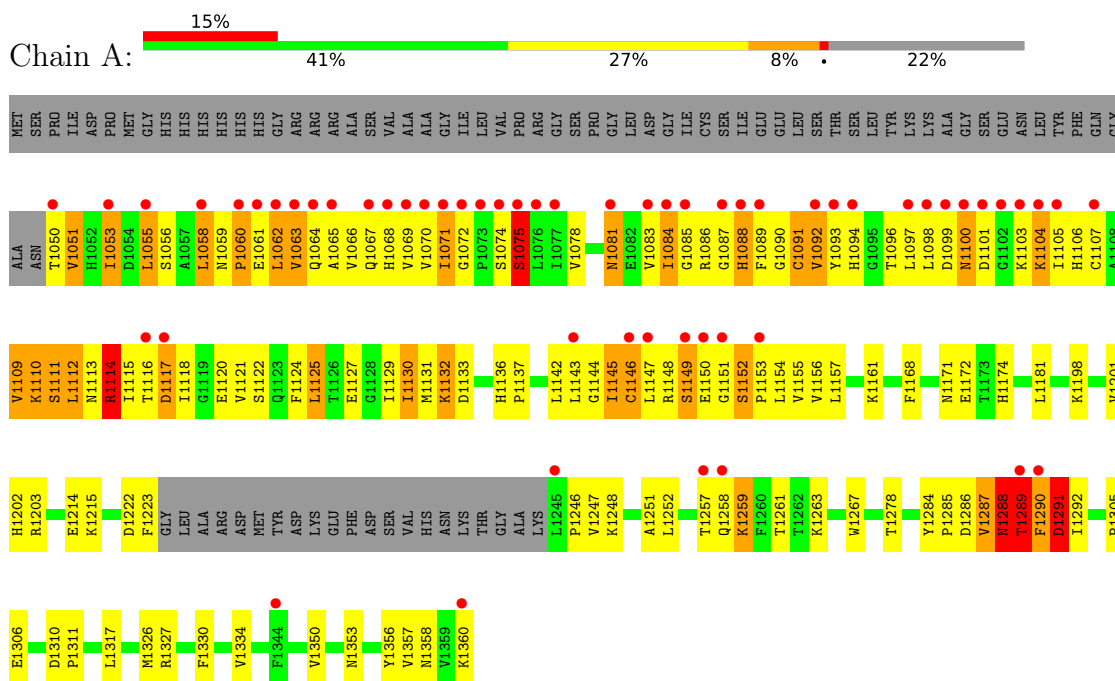 15%
Chain A:
41% 27% 8% • 22%
MET SER PRO ILE ASP PRO MET GLY HIS HIS HIS HIS HIS HIS GLY ARG ARG ARG ALA SER VAL ALA ALA GLY ILE LEU VAL PRO ARG GLY SER PRO GLY LEU ASP GLY ILE CYS SER ILE GLU GLU LEU SER THR SER LEU TYR LYS LYS ALA GLY SER GLU ASN LEU TYR PHE GLN GLY
ALA ASN T1050 V1051 H1052 I1053 D1054 L1055 S1056 A1057 L1058 N1059 P1060 E1061 L1062 V1063 Q1064 A1065 V1066 Q1067 H1068 V1069 V1070 I1071 G1072 P1073 S1074 S1075 L1076 I1077 V1078 N1081 E1082 V1083 I1084 G1085 R1086 G1087 H1088 F1089 G1090 C1091 V1092 Y1093 H1094 G1095 T1096 L1097 L1098 D1099 N1100 D1101 G1102 K1103 K1104 I1105 H1106 C1107 A1108
V1109 K1110 S1111 L1112 N1113 R1114 I1115 T1116 D1117 I1118 G1119 E1120 V1121 S1122 Q1123 F1124 L1125 T1126 E1127 G1128 I1129 I1130 M1131 K1132 D1133 H1136 P1137 L1142 L1143 G1144 I1145 C1146 L1147 R1148 S1149 E1150 G1151 S1152 P1153 L1154 V1155 V1156 L1157 K1161 F1168 N1171 E1172 T1173 H1174 L1181 K1198 V1201
H1202 R1203 E1214 K1215 D1222 F1223 GLY LEU ALA ARG ASP MET TYR ASP LYS GLU PHE ASP SER VAL HIS ASN LYS THR GLY ALA LYS L1245 P1246 V1247 K1248 A1251 L1252 T1257 Q1258 K1259 F1260 T1261 T1262 K1263 W1267 T1278 Y1284 P1285 D1286 V1287 N1288 T1289 F1290 D1291 I1292
E1306 D1310 P1311 L1317 M1326 R1327 F1330 V1334 F1344 V1350 N1353 Y1356 V1357 N1358 V1359 K1360